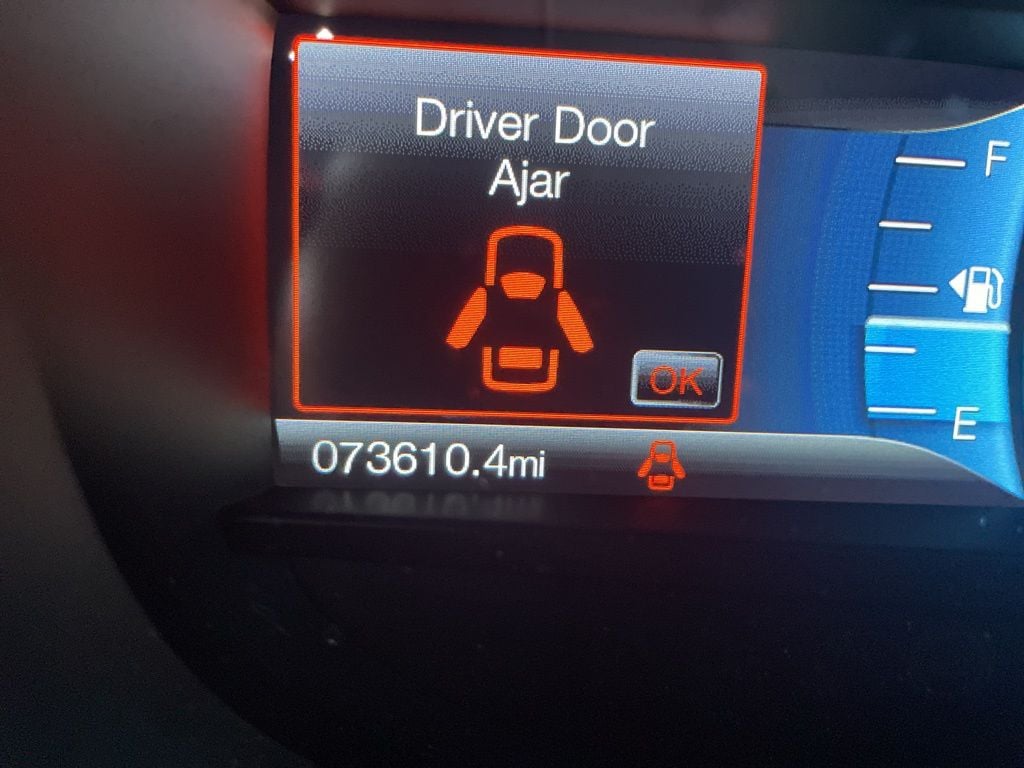 Driver Door
Ajar
OK
073610.4mi
F
E